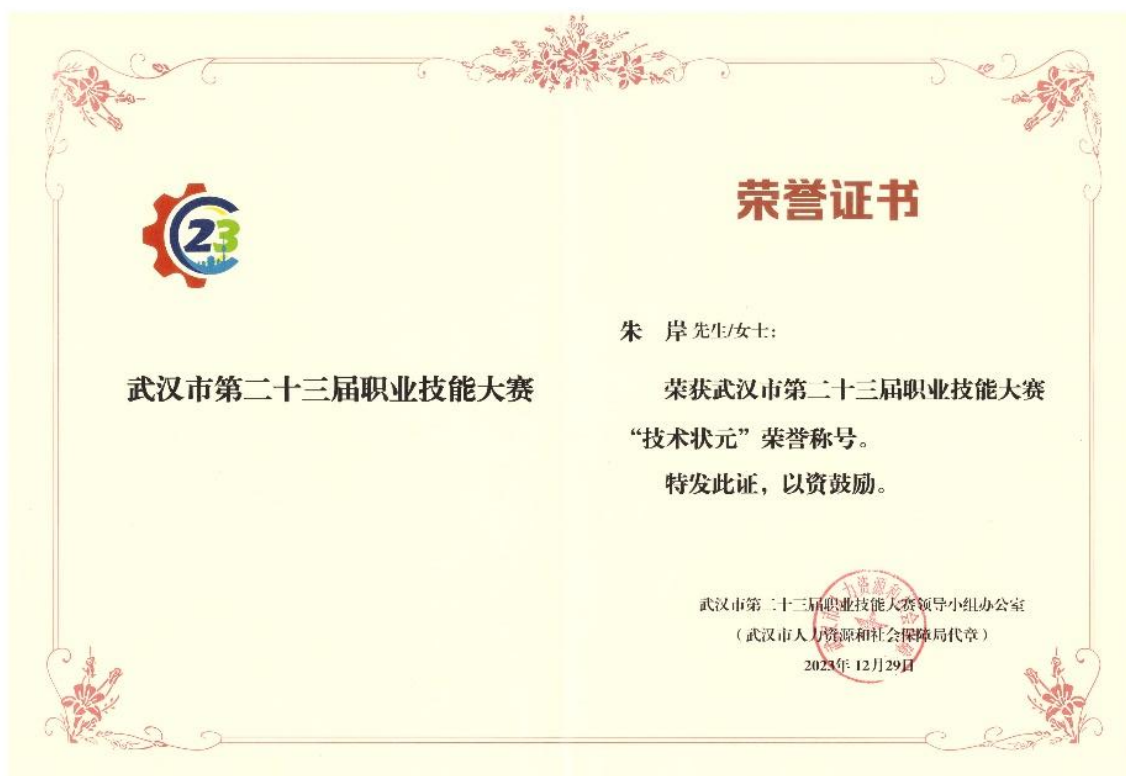 23
武汉市第二十三届职业技能大赛
荣誉证书
朱 岸 先生/女士：
荣获武汉市第二十三届职业技能大赛
“技术状元”荣誉称号。
特发此证，以资鼓励。
武汉市第二十三届职业技能大赛领导小组办公室
（武汉市人力资源和社会保障局代章）
2023年12月29日